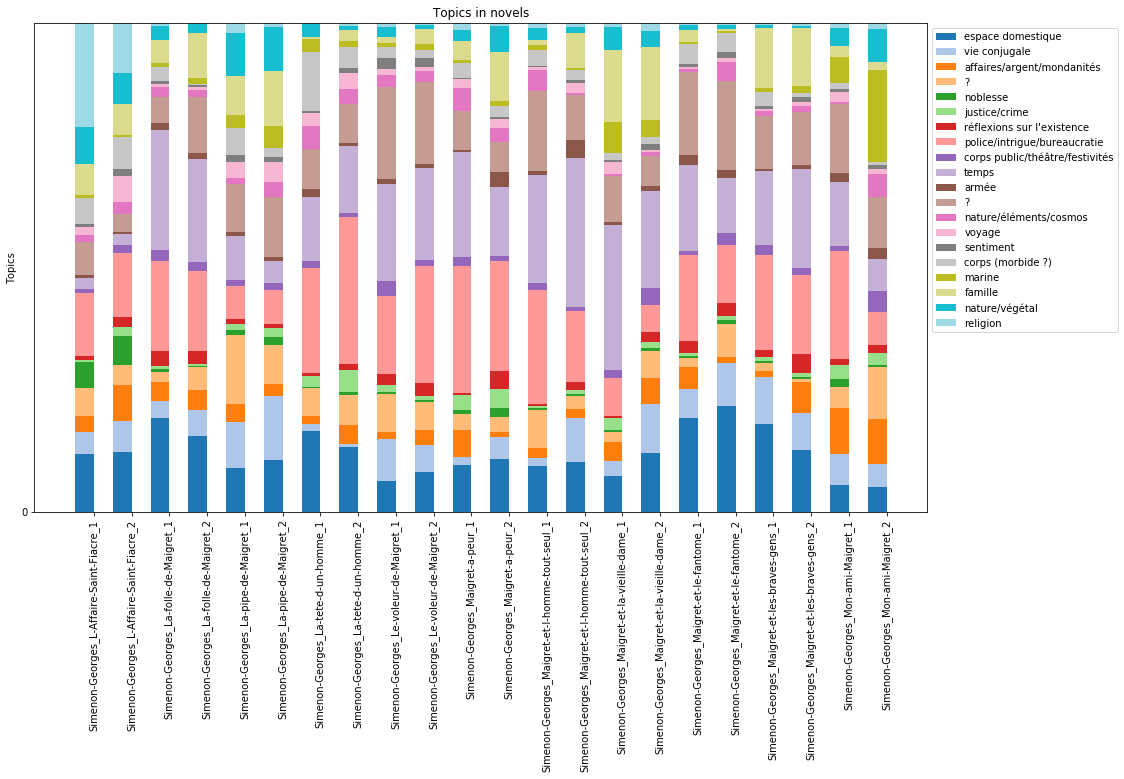 Topics in novels
Topics
0
espace domestique
vie conjugale
affaires/argent/mondanités
?
noblesse
justice/crime
réflexions sur l'existence
police/intrigue/bureaucratie
corps public/théâtre/festivités
temps
armée
?
nature/éléments/cosmos
voyage
sentiment
corps (morbide ?)
marine
famille
nature/végétal
religion
Simenon-Georges_L-Affaire-Saint-Fiacre_1
Simenon-Georges_L-Affaire-Saint-Fiacre_2
Simenon-Georges_La-folle-de-Maigret_1
Simenon-Georges_La-folle-de-Maigret_2
Simenon-Georges_La-pipe-de-Maigret_1
Simenon-Georges_La-pipe-de-Maigret_2
Simenon-Georges_La-tete-d-un-homme_1
Simenon-Georges_La-tete-d-un-homme_2
Simenon-Georges_Le-voleur-de-Maigret_1
Simenon-Georges_Le-voleur-de-Maigret_2
Simenon-Georges_Maigret-a-peur_1
Simenon-Georges_Maigret-a-peur_2
Simenon-Georges_Maigret-et-l-homme-tout-seul_1
Simenon-Georges_Maigret-et-l-homme-tout-seul_2
Simenon-Georges_Maigret-et-la-vieille-dame_1
Simenon-Georges_Maigret-et-la-vieille-dame_2
Simenon-Georges_Maigret-et-le-fantome_1
Simenon-Georges_Maigret-et-le-fantome_2
Simenon-Georges_Maigret-et-les-braves-gens_1
Simenon-Georges_Maigret-et-les-braves-gens_2
Simenon-Georges_Mon-ami-Maigret_1
Simenon-Georges_Mon-ami-Maigret_2